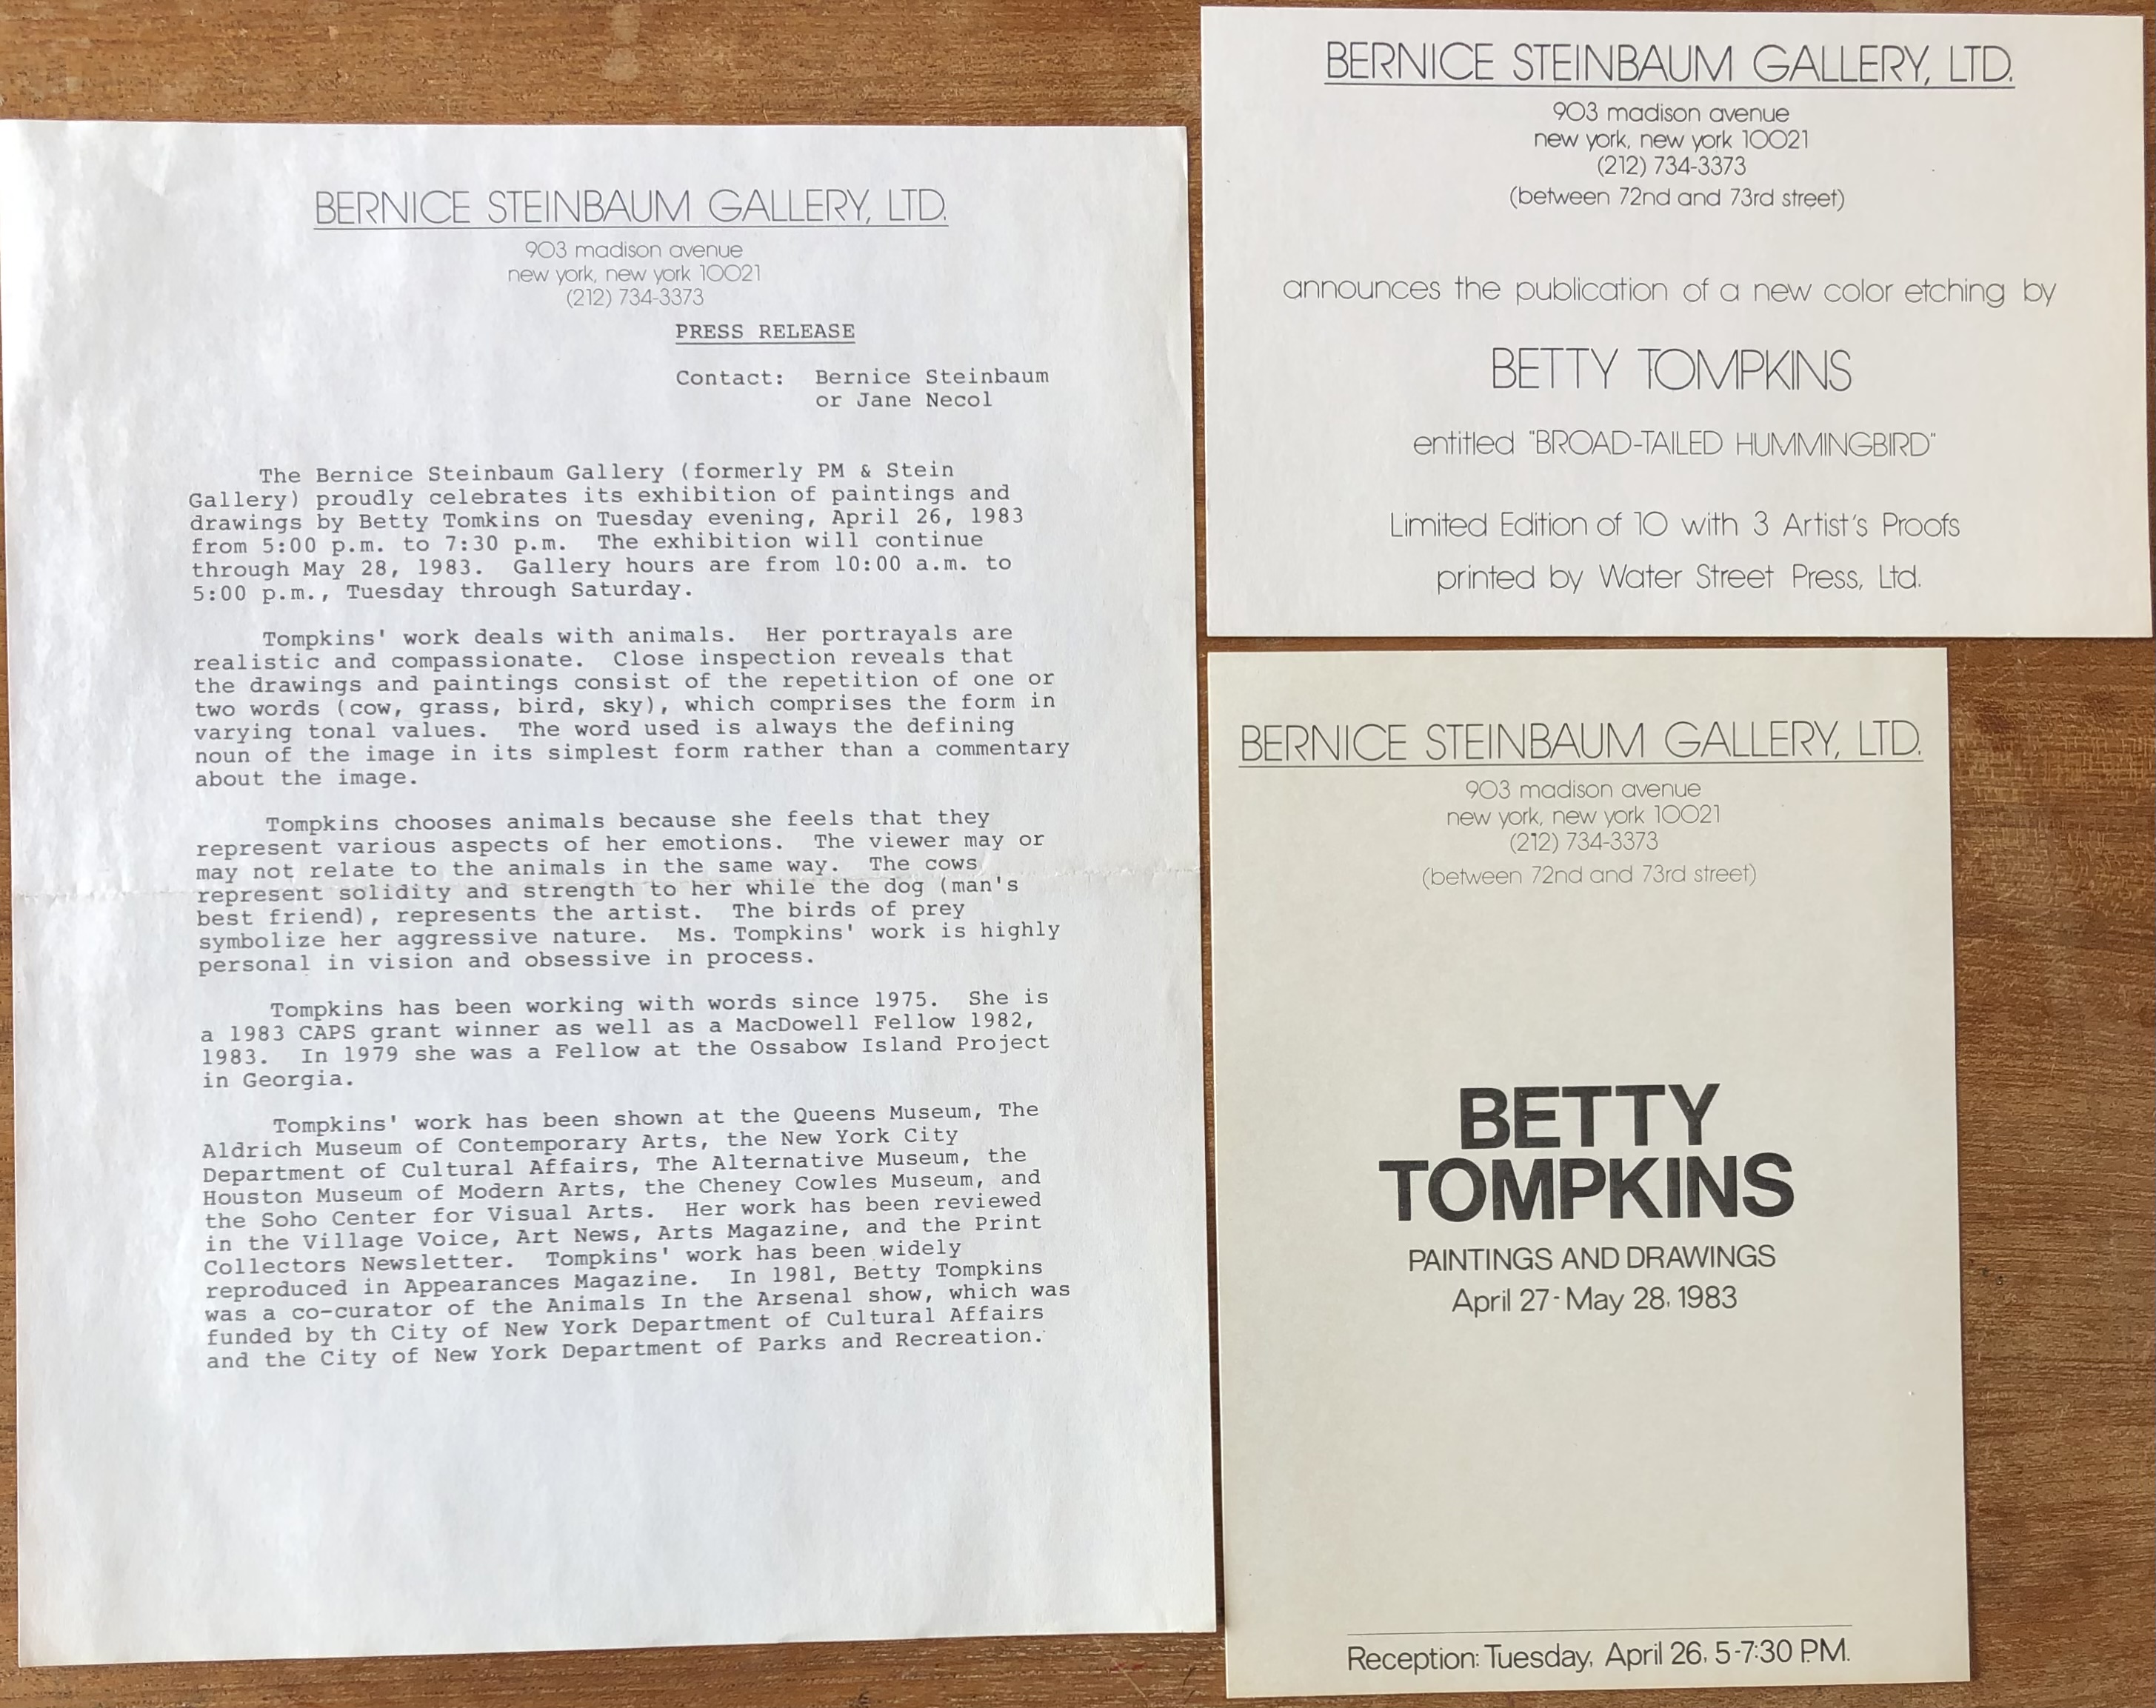 BERNICE STEINBAUM GALLERY, LTD.
903 madison avenue
new york, new york 10021
(212) 734-3373
PRESS RELEASE
Contact: Bernice Steinbaum
or Jane Necol
The Bernice Steinbaum Gallery (formerly PM & Stein
Gallery) proudly celebrates its exhibition of paintings and
drawings by Betty Tomkins on Tuesday evening, April 26, 1983
from 5:00 p.m. to 7:30 p.m. The exhibition will continue
through May 28, 1983. Gallery hours are from 10:00 a.m. to
5:00 p.m., Tuesday through Saturday.
Tompkins' work deals with animals. Her portrayals are
realistic and compassionate. Close inspection reveals that
the drawings and paintings consist of the repetition of one or
two words (cow, grass, bird, sky), which comprises the form in
varying tonal values. The word used is always the defining
noun of the image in its simplest form rather than a commentary
about the image.
Tompkins chooses animals because she feels that they
represent various aspects of her emotions. The viewer may or
may not relate to the animals in the same way. The cows
represent solidity and strength to her while the dog (man's
best friend), represents the artist. The birds of prey
symbolize her aggressive nature. Ms. Tompkins' work is highly
personal in vision and obsessive in process.
Tompkins has been working with words since 1975. She is
a 1983 CAPS grant winner as well as a MacDowell Fellow 1982,
1983. In 1979 she was a Fellow at the Ossabow Island Project
in Georgia.
Tompkins' work has been shown at the Queens Museum, The
Aldrich Museum of Contemporary Arts, the New York City
Department of Cultural Affairs, The Alternative Museum, the
Houston Museum of Modern Arts, the Cheney Cowles Museum, and
the Soho Center for Visual Arts. Her work has been reviewed
in the Village Voice, Art News, Arts Magazine, and the Print
Collectors Newsletter. Tompkins' work has been widely
reproduced in Appearances Magazine. In 1981, Betty Tompkins
was a co-curator of the Animals In the Arsenal show, which was
funded by th City of New York Department of Cultural Affairs
and the City of New York Department of Parks and Recreation.
BERNICE STEINBAUM GALLERY, LTD.
903 madison avenue
new york, new york 10021
(212) 734-3373
(between 72nd and 73rd street)
announces the publication of a new color etching by
BETTY TOMPKINS
entitled "BROAD-TAILED HUMMINGBIRD"
Limited Edition of 10 with 3 Artist's Proofs
printed by Water Street Press, Ltd.
BERNICE STEINBAUM GALLERY, LTD.
903 madison avenue
new york, new york 10021
(212) 734-3373
(between 72nd and 73rd street)
BETTY
TOMPKINS
PAINTINGS AND DRAWINGS
April 27-May 28, 1983
Reception: Tuesday, April 26, 5-7:30 P.M.